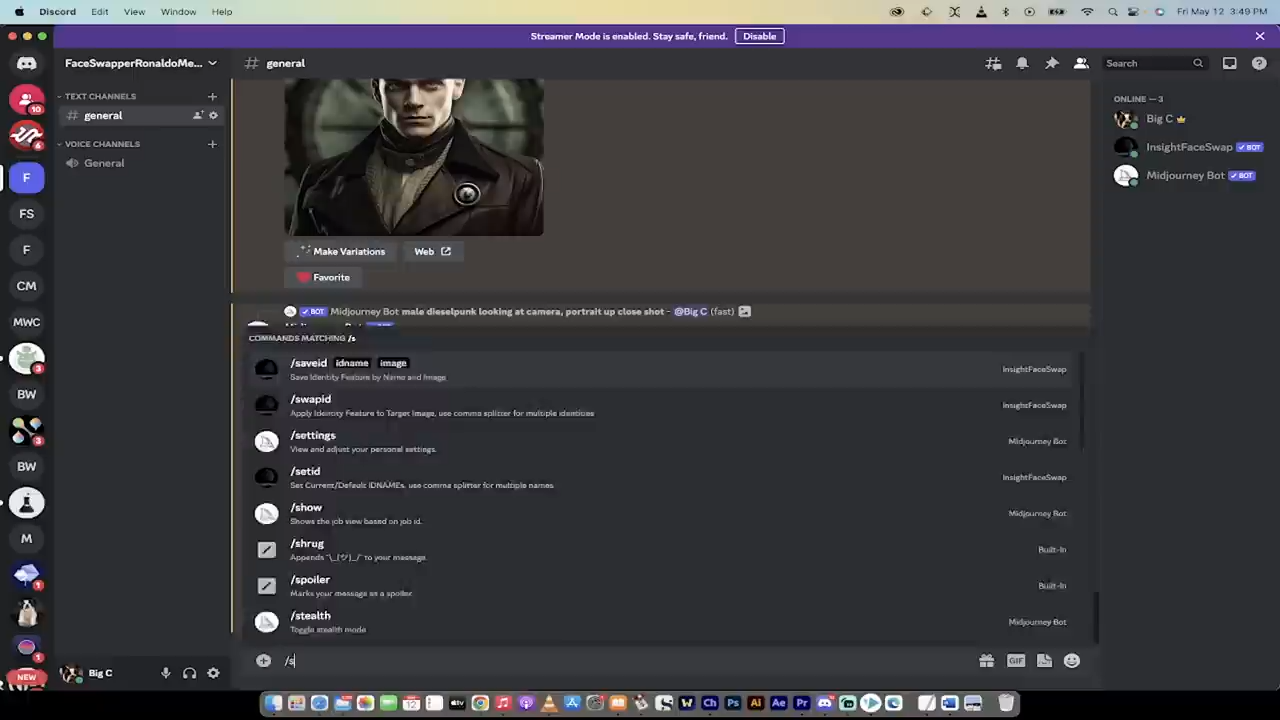 Discord Edit View Window Help
Fri May 12 3:49 PM
Streamer Mode is enabled. Stay safe, friend. Disable
FaceSwapperRonaldoMe...
# general
Search
10
TEXT CHANNELS
# general
VOICE CHANNELS
General
6
F
FS
F
CM
MWC
3
BW
3
BW
M
1
1
NEW
ONLINE — 3
Big C
InsightFaceSwap BOT
Midjourney Bot BOT
Make Variations
Web
Favorite
BOT Midjourney Bot male dieselpunk looking at camera, portrait up close shot - @Big C (fast)
COMMANDS MATCHING /s
/saveid idname image
Save Identity Feature by Name and Image
InsightFaceSwap
/swapid
Apply Identity Feature to Target Image, use comma splitter for multiple identities
InsightFaceSwap
/settings
View and adjust your personal settings.
Midjourney Bot
/setid
Set Current/Default IDNAMEs, use comma splitter for multiple names
InsightFaceSwap
/show
Shows the job view based on job id.
Midjourney Bot
/shrug
Appends ¯\_(ツ)_/¯ to your message.
Built-In
/spoiler
Marks your message as a spoiler.
Built-In
/stealth
Toggle stealth mode
Midjourney Bot
/s
GIF
Big C